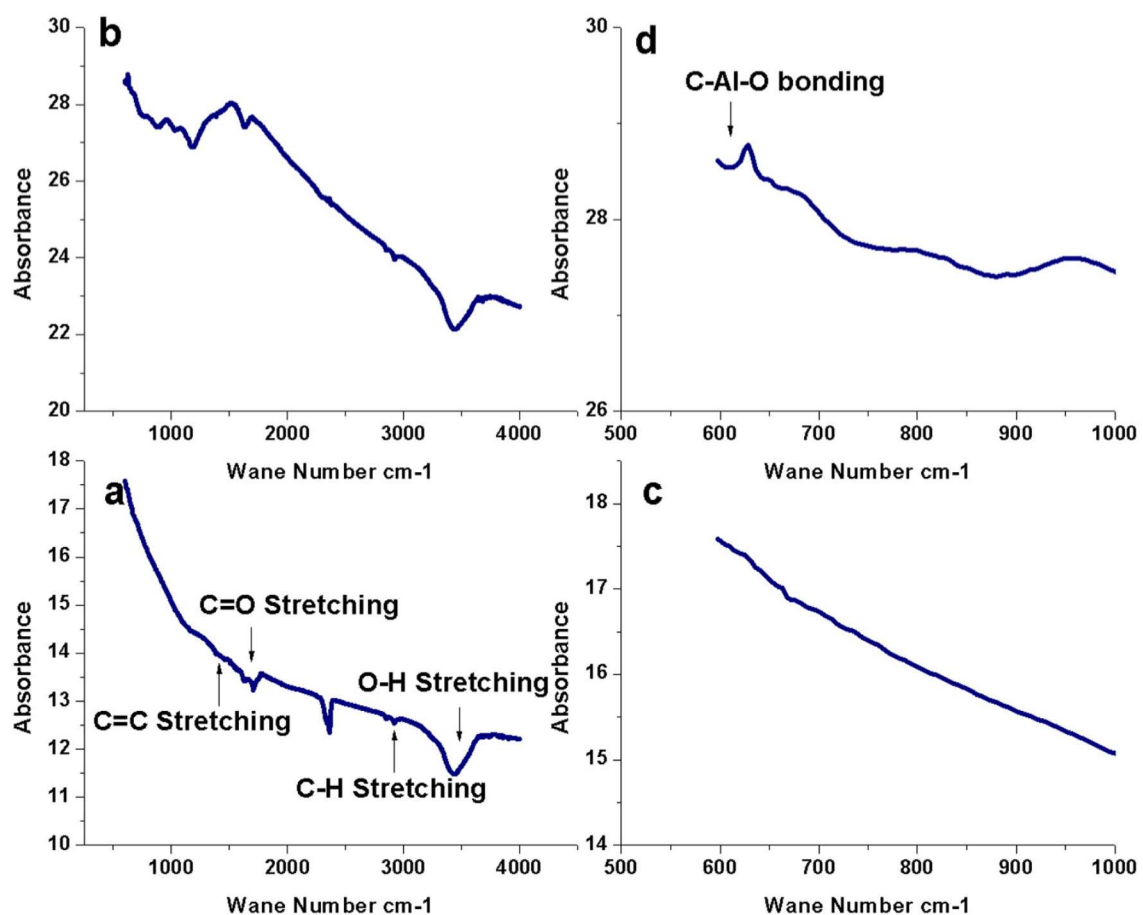 b
30
28
26
24
22
20
Absorbance
1000 2000 3000 4000
Wane Number cm-1
d
C-Al-O bonding
30
28
26
Absorbance
500 600 700 800 900 1000
Wane Number cm-1
a
18
17
16
15
14
13
12
11
10
Absorbance
C=O Stretching
O-H Stretching
C=C Stretching
C-H Stretching
1000 2000 3000 4000
Wane Number cm-1
c
18
17
16
15
14
Absorbance
500 600 700 800 900 1000
Wane Number cm-1